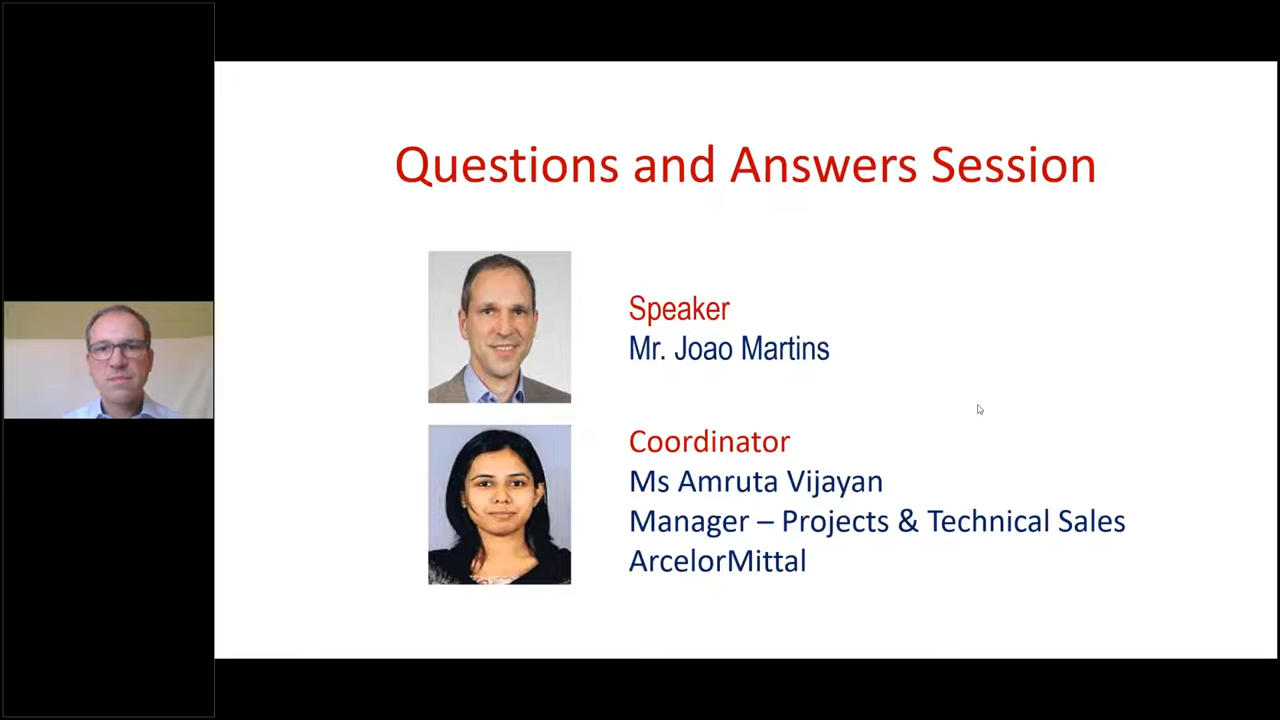 Questions and Answers Session
Speaker
Mr. Joao Martins
Coordinator
Ms Amruta Vijayan
Manager – Projects & Technical Sales
ArcelorMittal